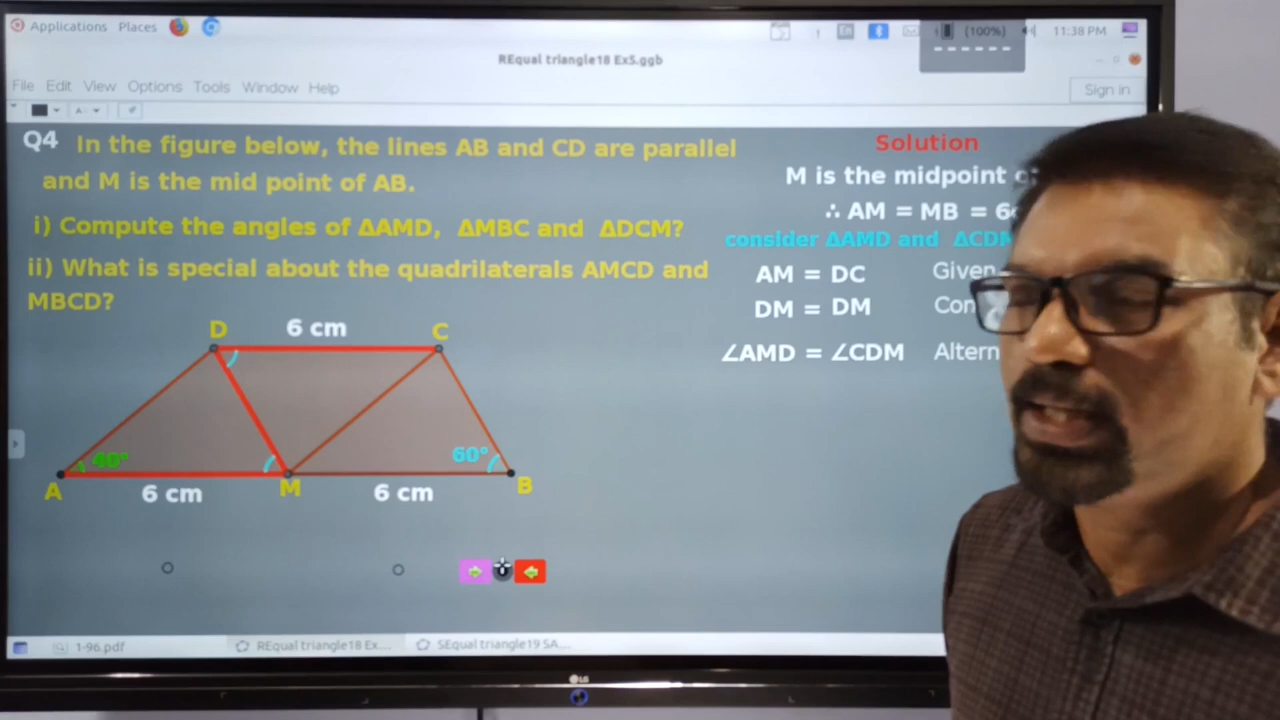 Applications Places
En
(100%)
11:38 PM
REqual triangle18 Ex5.ggb
File Edit View Options Tools Window Help
Sign in
Q4 In the figure below, the lines AB and CD are parallel
and M is the mid point of AB.
i) Compute the angles of ΔAMD, ΔMBC and ΔDCM?
ii) What is special about the quadrilaterals AMCD and
MBCD?
Solution
M is the midpoint
∴ AM = MB =
consider ΔAMD and ΔCDM
AM = DC Given
DM = DM
∠AMD = ∠CDM
D 6 cm C
40° 60°
A 6 cm M 6 cm B
1-96.pdf
REqual triangle18 Ex...
SEqual triangle19 SA...
LG